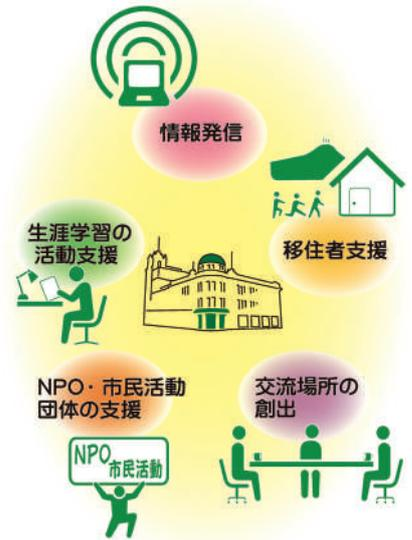 情報発信
移住者支援
生涯学習の
活動支援
NPO・市民活動
団体の支援
交流場所の
創出
NPO
市民活動